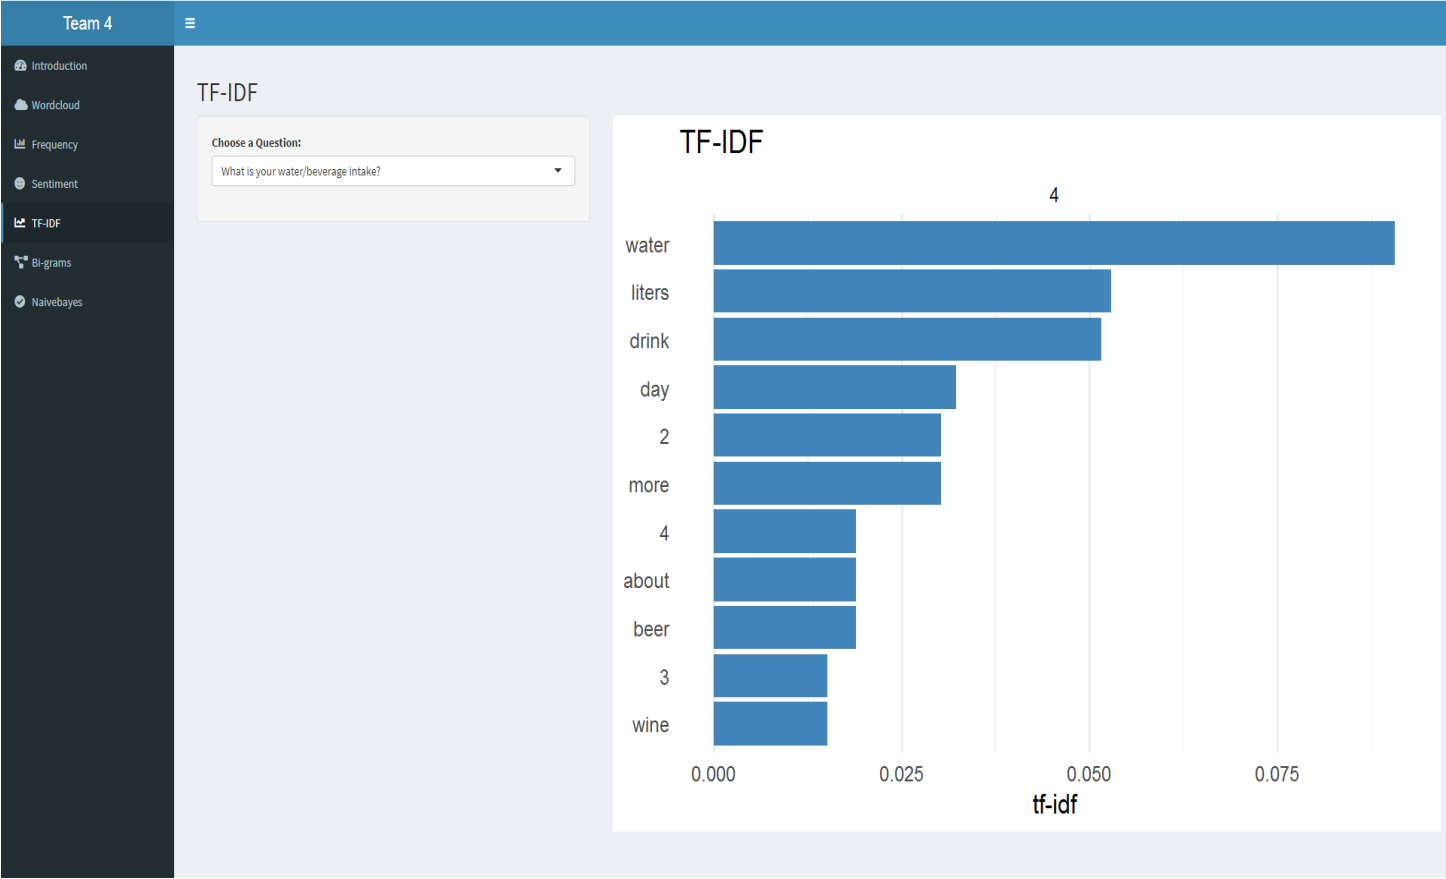 Team 4
Introduction
Wordcloud
Frequency
Sentiment
TF-IDF
Bi-grams
Naivebayes
TF-IDF
Choose a Question:
What is your water/beverage intake?
TF-IDF
4
water
liters
drink
day
2
more
4
about
beer
3
wine
0.000 0.025 0.050 0.075
tf-idf